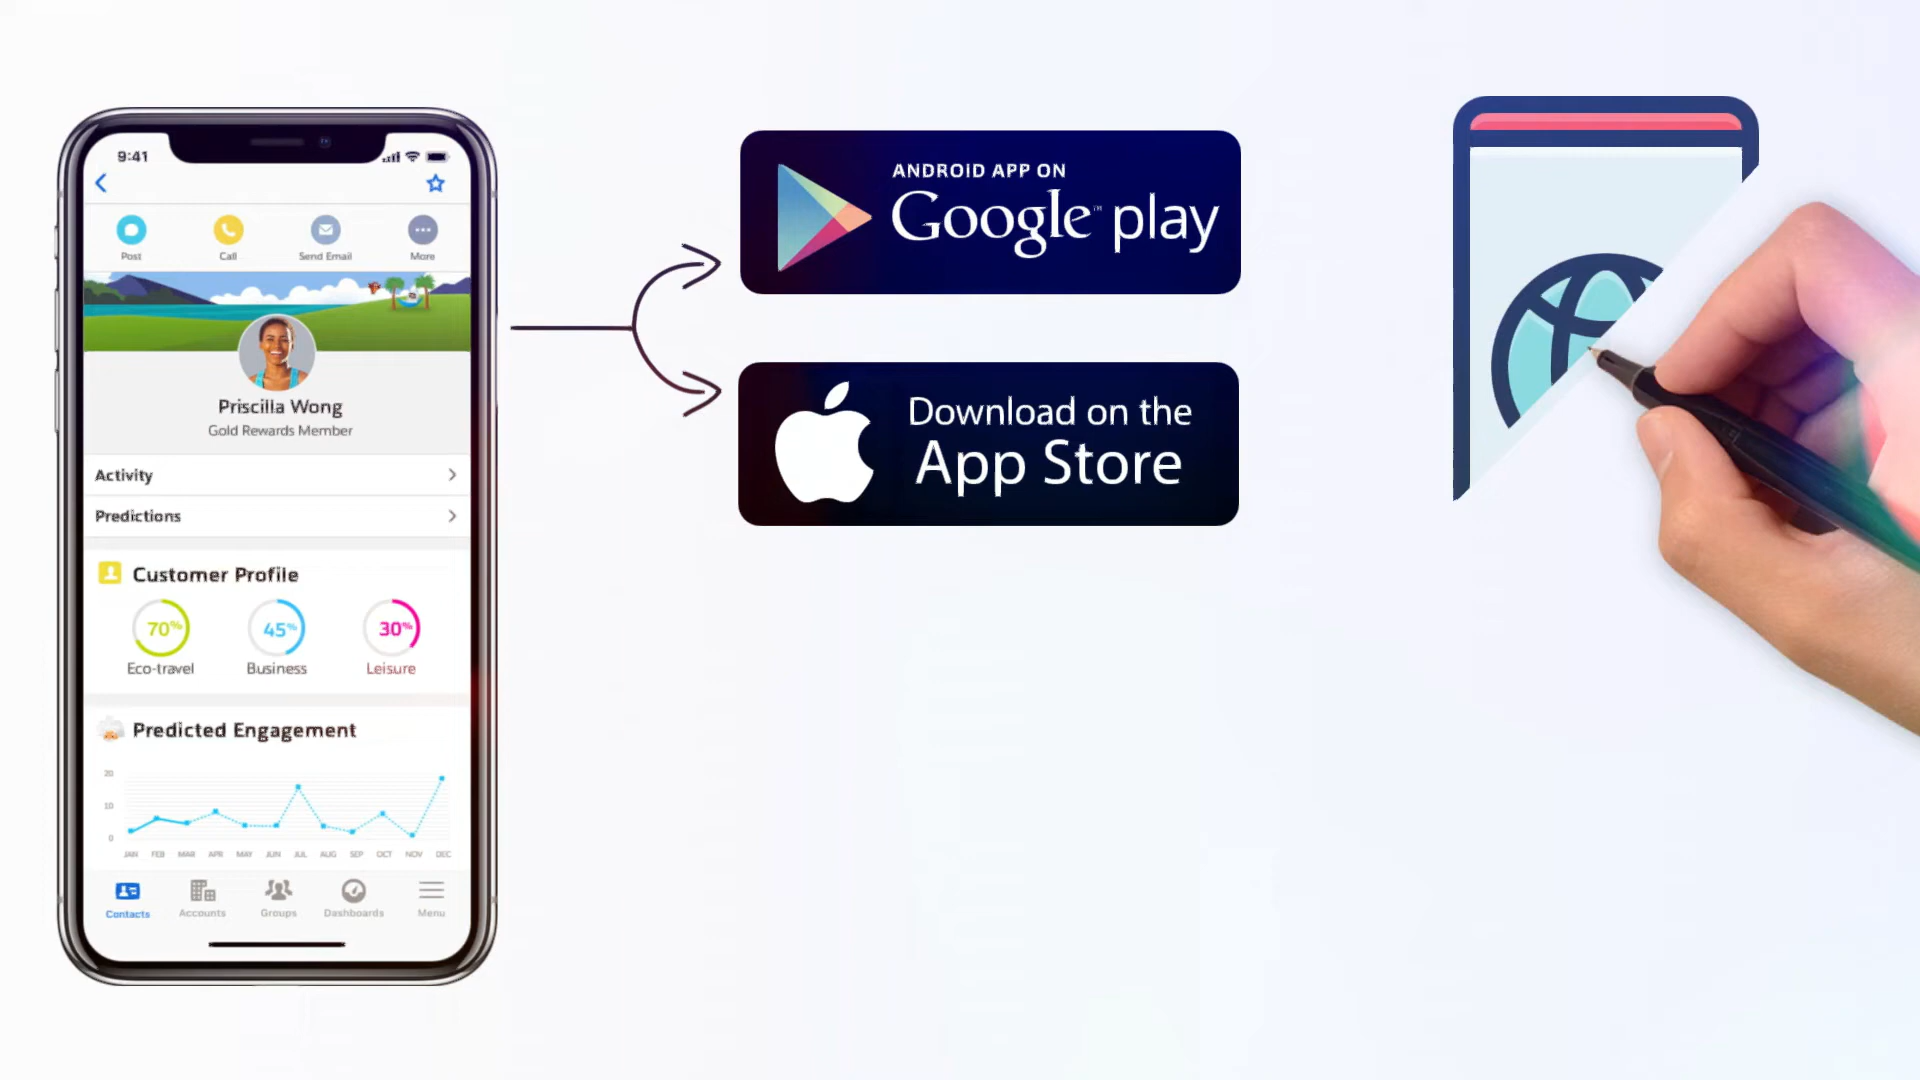 9:41
Post Call Send Email More
Priscilla Wong
Gold Rewards Member
Activity
Predictions
Customer Profile
70% 45% 30%
Eco-travel Business Leisure
Predicted Engagement
20
10
0
JAN FEB MAR APR MAY JUN JUL AUG SEP OCT NOV DEC
Contacts Accounts Groups Dashboards Menu
ANDROID APP ON
Google™ play
Download on the
App Store